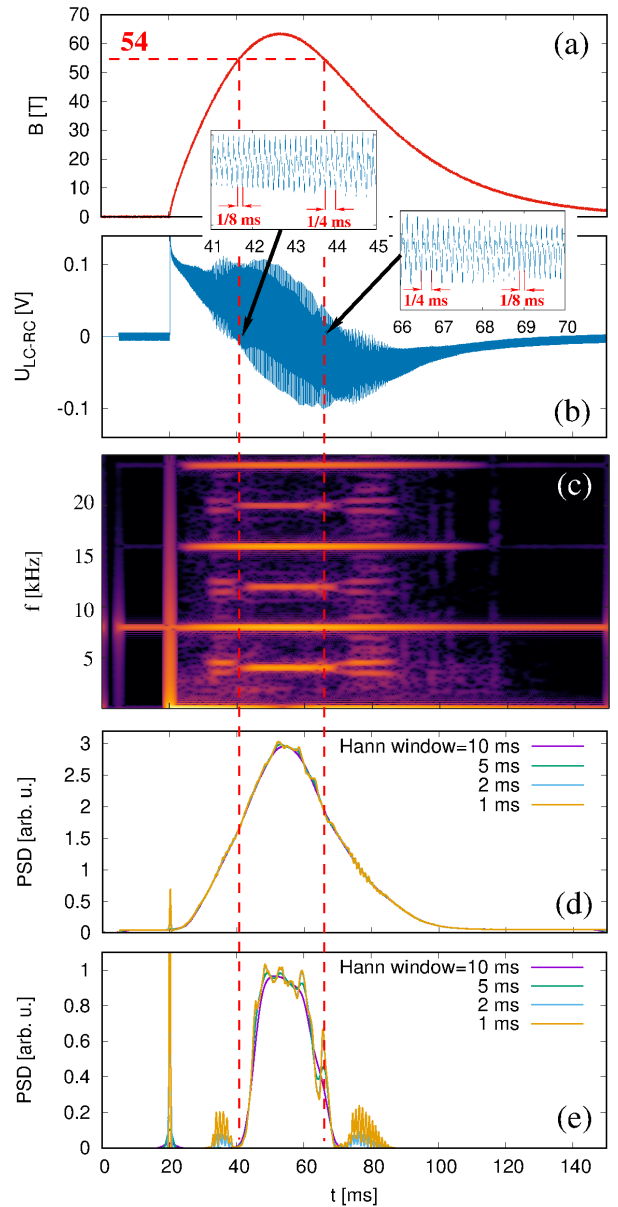 70
60
50
40
30
20
10
0
B [T]
54
(a)
1/8 ms
1/4 ms
41 42 43 44 45
1/4 ms
1/8 ms
66 67 68 69 70
0.1
0
-0.1
U_LC-RC [V]
(b)
20
15
10
5
f [kHz]
(c)
3
2.5
2
1.5
1
0.5
0
PSD [arb. u.]
Hann window=10 ms
5 ms
2 ms
1 ms
(d)
1
0.8
0.6
0.4
0.2
0
PSD [arb. u.]
Hann window=10 ms
5 ms
2 ms
1 ms
(e)
0 20 40 60 80 100 120 140
t [ms]